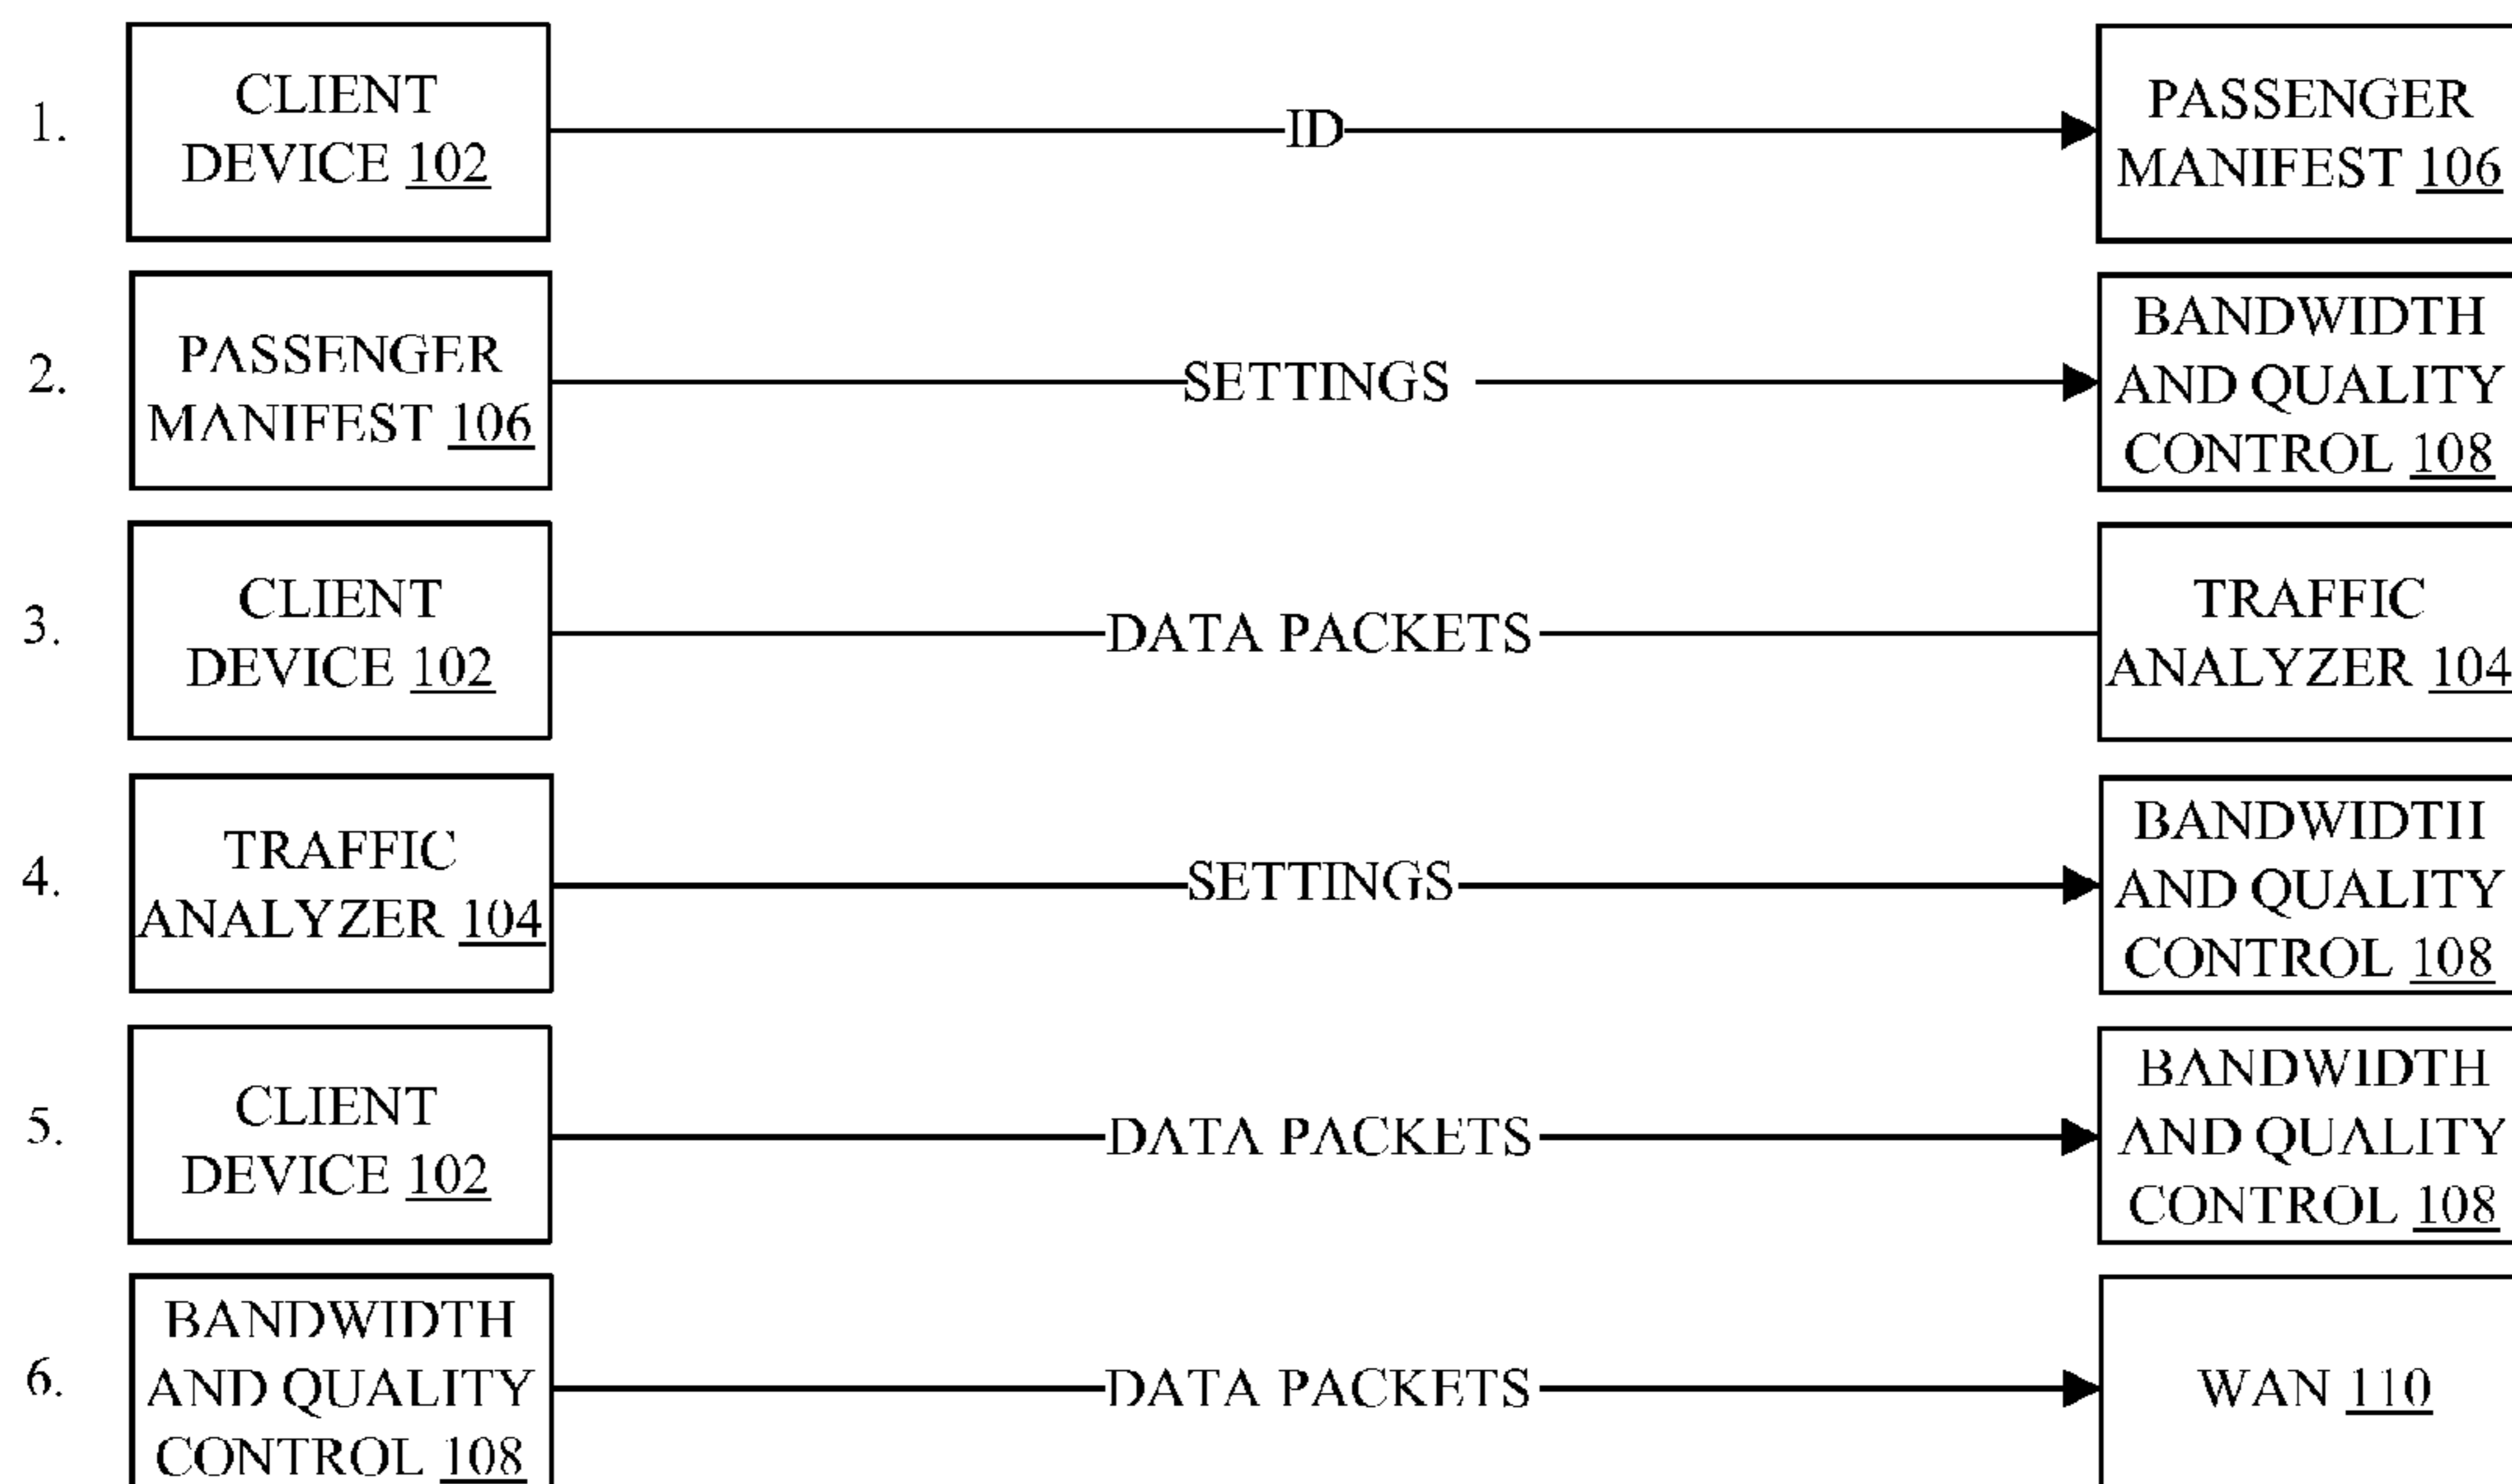 1.
CLIENT
DEVICE 102
ID
PASSENGER
MANIFEST 106
2.
PASSENGER
MANIFEST 106
SETTINGS
BANDWIDTH
AND QUALITY
CONTROL 108
3.
CLIENT
DEVICE 102
DATA PACKETS
TRAFFIC
ANALYZER 104
4.
TRAFFIC
ANALYZER 104
SETTINGS
BANDWIDTH
AND QUALITY
CONTROL 108
5.
CLIENT
DEVICE 102
DATA PACKETS
BANDWIDTH
AND QUALITY
CONTROL 108
6.
BANDWIDTH
AND QUALITY
CONTROL 108
DATA PACKETS
WAN 110